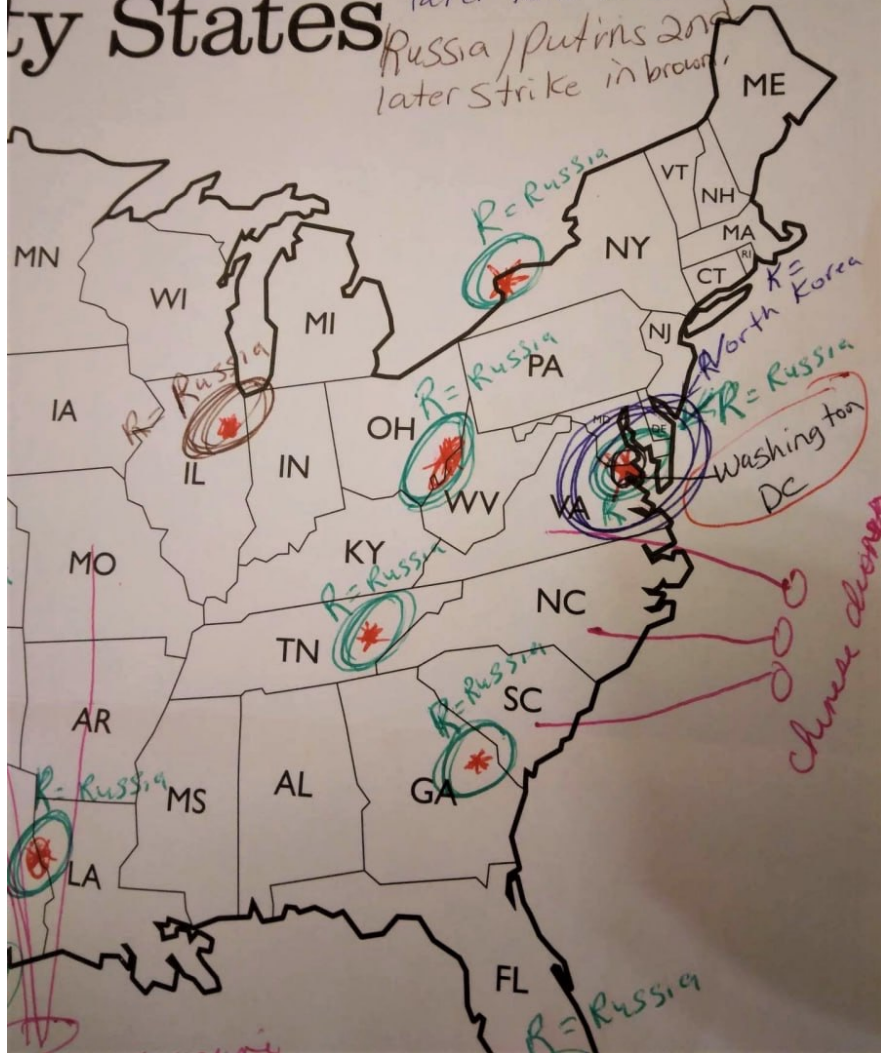 ty States
later
Russia / Putins 2nd
later strike in brown,
ME
R = Russia
VT
NH
MN
NY
MA
RI
WI
CT
K =
North Korea
MI
NJ
R = Russia
R = Russia
PA
R = Russia
IA
OH
MD
DE
Washington
DC
IL
IN
WV
VA
R
MO
KY
R = Russia
NC
TN
Chinese drones
R = Russia
SC
AR
R = Russia
MS
AL
GA
LA
FL
R = Russia